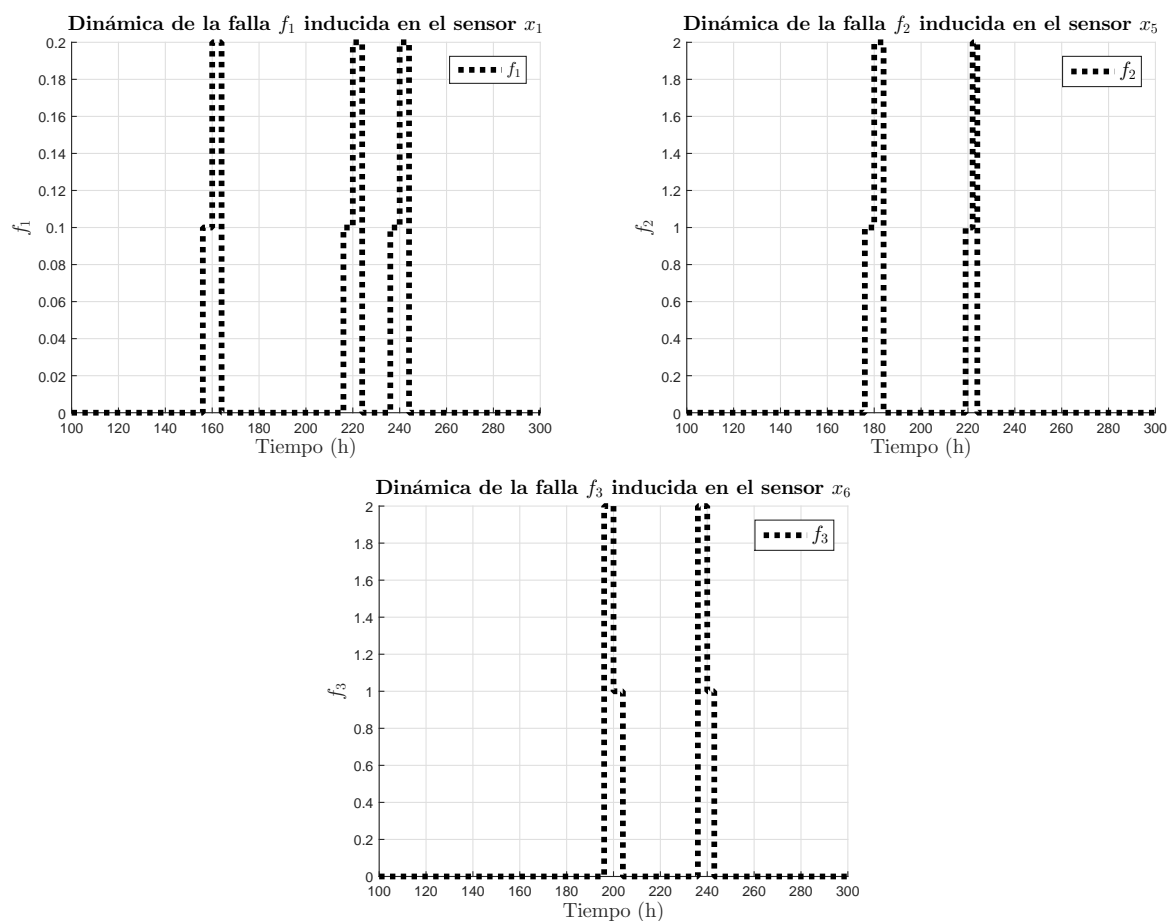 Dinámica de la falla f₁ inducida en el sensor x₁
0.2
0.18
0.16
0.14
0.12
0.1
0.08
0.06
0.04
0.02
0
f₁
f₁
100 120 140 160 180 200 220 240 260 280 300
Tiempo (h)
Dinámica de la falla f₂ inducida en el sensor x₅
2
1.8
1.6
1.4
1.2
1
0.8
0.6
0.4
0.2
0
f₂
f₂
100 120 140 160 180 200 220 240 260 280 300
Tiempo (h)
Dinámica de la falla f₃ inducida en el sensor x₆
2
1.8
1.6
1.4
1.2
1
0.8
0.6
0.4
0.2
0
f₃
f₃
100 120 140 160 180 200 220 240 260 280 300
Tiempo (h)